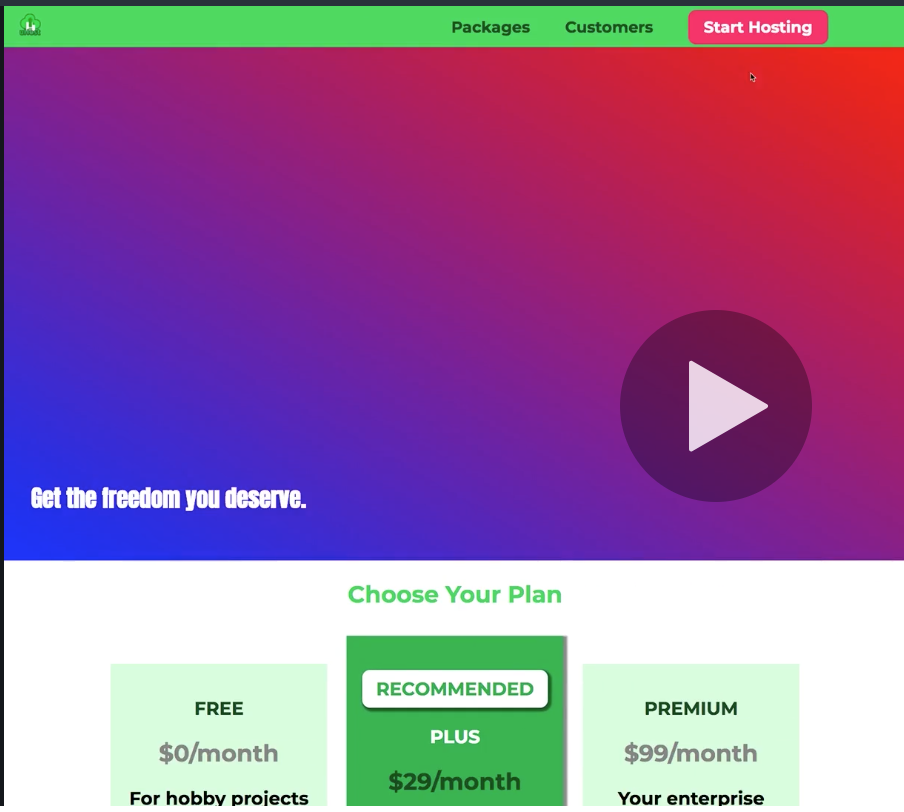 Packages Customers Start Hosting
Get the freedom you deserve.
Choose Your Plan
RECOMMENDED
FREE
PLUS
PREMIUM
$0/month
$29/month
$99/month
For hobby projects
Your enterprise